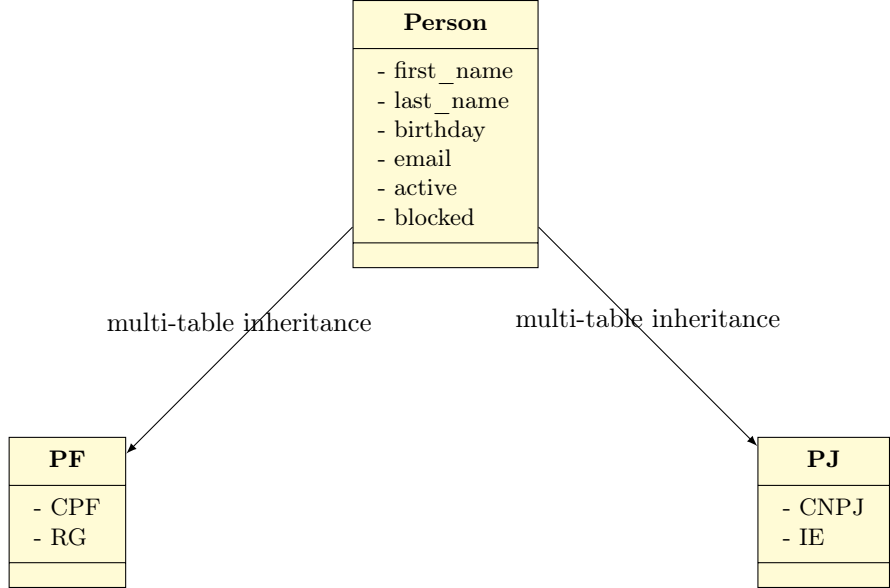 Person
- first_name
- last_name
- birthday
- email
- active
- blocked
multi-table inheritance
multi-table inheritance
PF
- CPF
- RG
PJ
- CNPJ
- IE